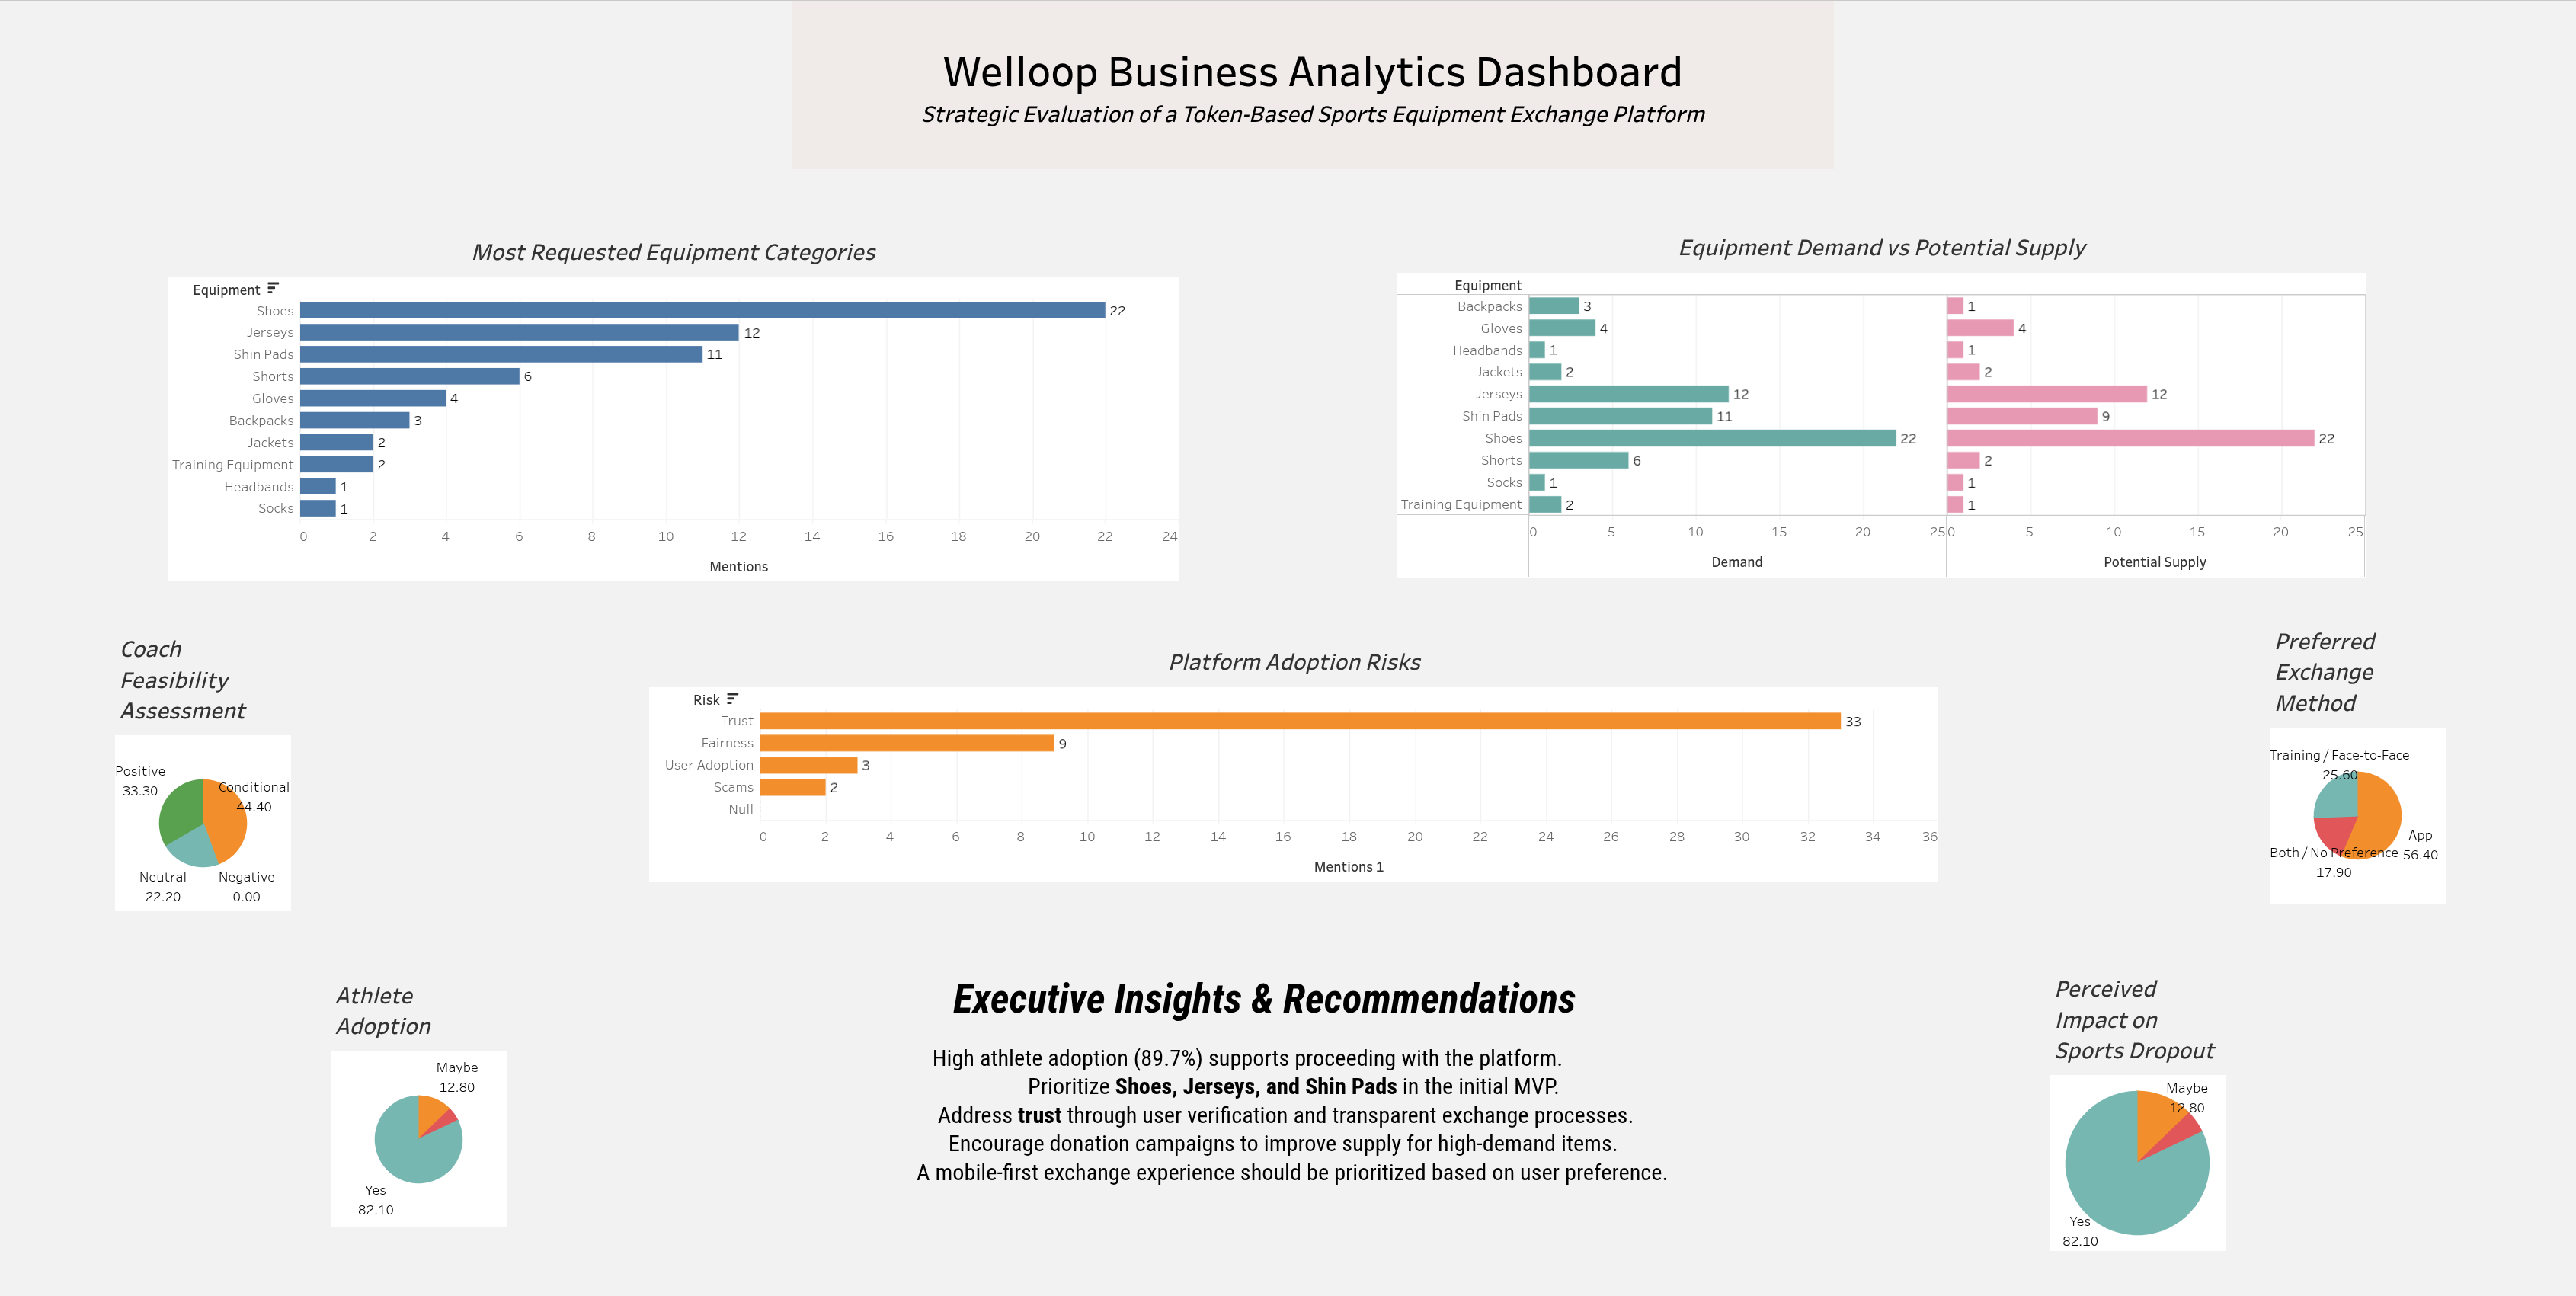 Welloop Business Analytics Dashboard
Strategic Evaluation of a Token-Based Sports Equipment Exchange Platform
Most Requested Equipment Categories
Equipment
Shoes 22
Jerseys 12
Shin Pads 11
Shorts 6
Gloves 4
Backpacks 3
Jackets 2
Training Equipment 2
Headbands 1
Socks 1
0 2 4 6 8 10 12 14 16 18 20 22 24
Mentions
Equipment Demand vs Potential Supply
Equipment
Backpacks 3 1
Gloves 4 4
Headbands 1 1
Jackets 2 2
Jerseys 12 12
Shin Pads 11 9
Shoes 22 22
Shorts 6 2
Socks 1 1
Training Equipment 2 1
0 5 10 15 20 25 0 5 10 15 20 25
Demand Potential Supply
Coach
Feasibility
Assessment
Positive
33.30
Conditional
44.40
Neutral
22.20
Negative
0.00
Platform Adoption Risks
Risk
Trust 33
Fairness 9
User Adoption 3
Scams 2
Null
0 2 4 6 8 10 12 14 16 18 20 22 24 26 28 30 32 34 36
Mentions 1
Preferred
Exchange
Method
Training / Face-to-Face
25.60
App
56.40
Both / No Preference
17.90
Athlete
Adoption
Maybe
12.80
Yes
82.10
Executive Insights & Recommendations
High athlete adoption (89.7%) supports proceeding with the platform.
Prioritize Shoes, Jerseys, and Shin Pads in the initial MVP.
Address trust through user verification and transparent exchange processes.
Encourage donation campaigns to improve supply for high-demand items.
A mobile-first exchange experience should be prioritized based on user preference.
Perceived
Impact on
Sports Dropout
Maybe
12.80
Yes
82.10